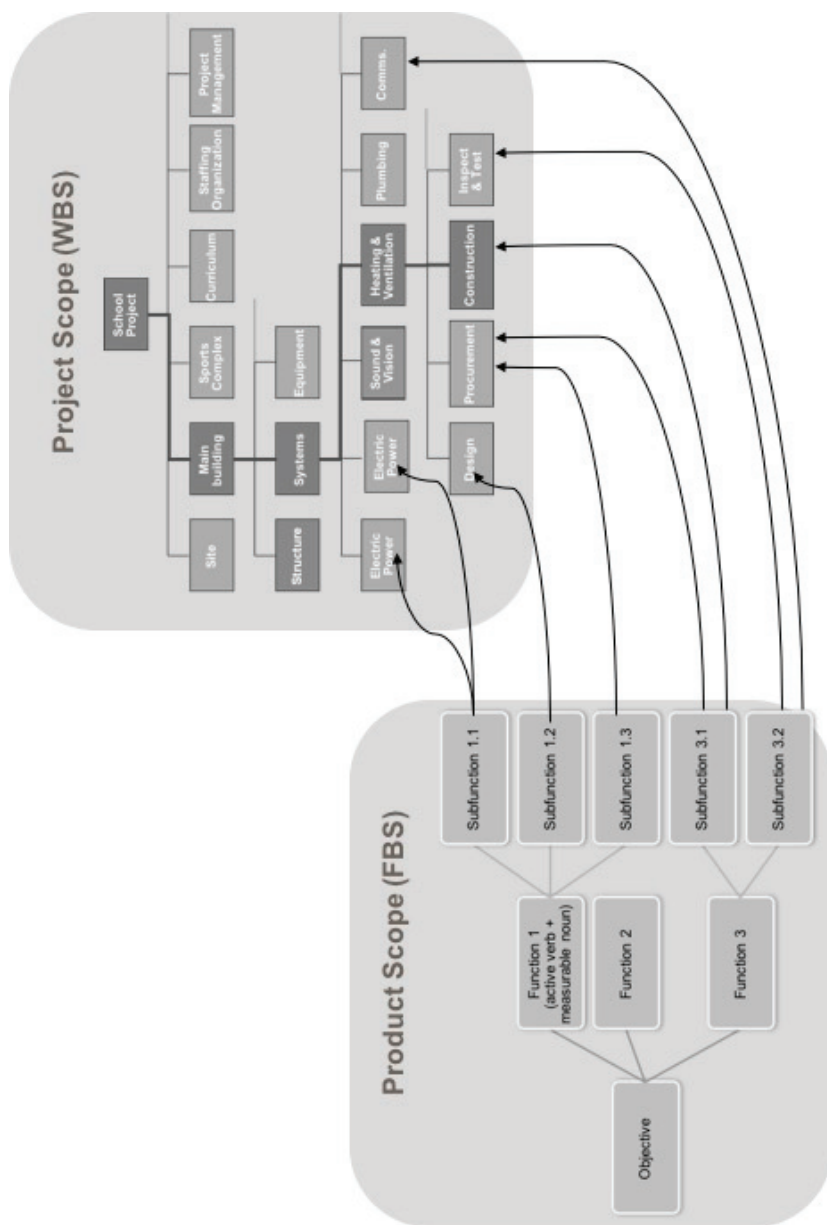 Project Scope (WBS)
School
Project
Site
Main
building
Sports
Complex
Curriculum
Staffing
Organization
Project
Management
Structure
Systems
Equipment
Electric
Power
Electric
Power
Sound &
Vision
Heating &
Ventilation
Plumbing
Comms.
Design
Procurement
Construction
Inspect
& Test
Product Scope (FBS)
Objective
Function 1
(active verb +
measurable noun)
Function 2
Function 3
Subfunction 1.1
Subfunction 1.2
Subfunction 1.3
Subfunction 3.1
Subfunction 3.2